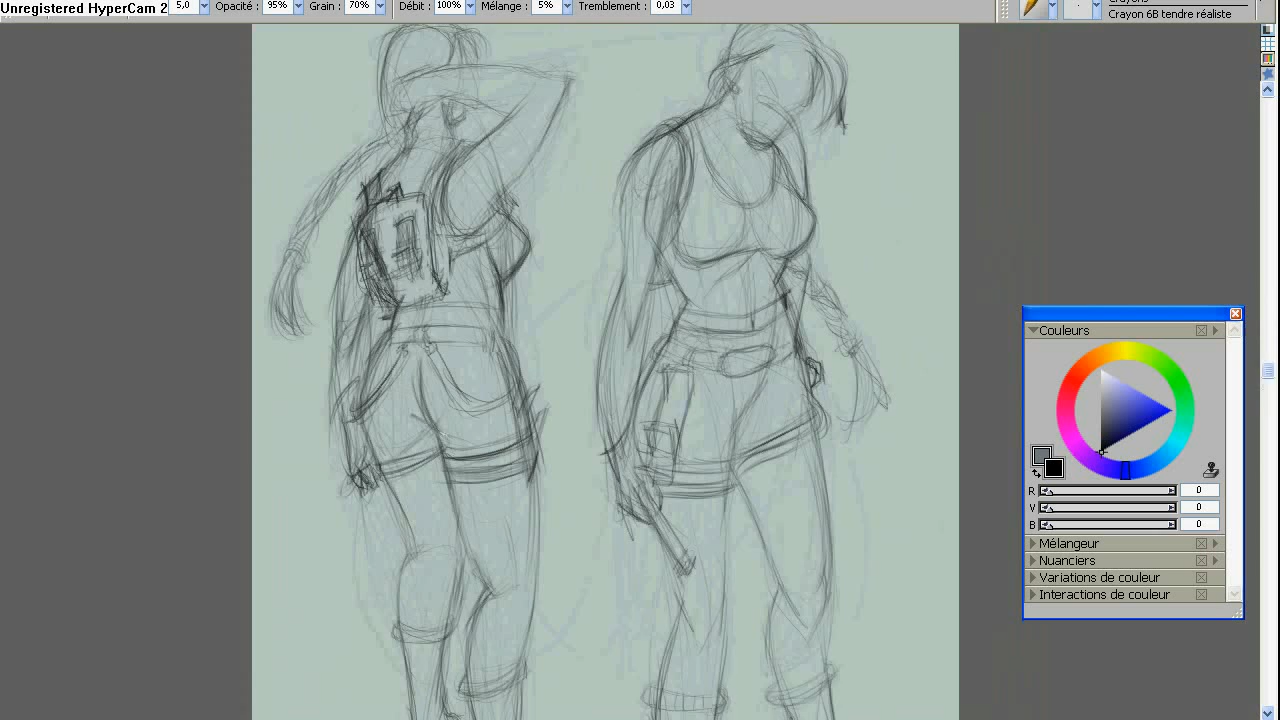 Unregistered HyperCam 2
5,0 Opacité : 95% Grain : 70% Débit : 100% Mélange : 5% Tremblement : 0,03
Crayon 6B tendre réaliste
Couleurs
R 0
V 0
B 0
Mélangeur
Nuanciers
Variations de couleur
Interactions de couleur